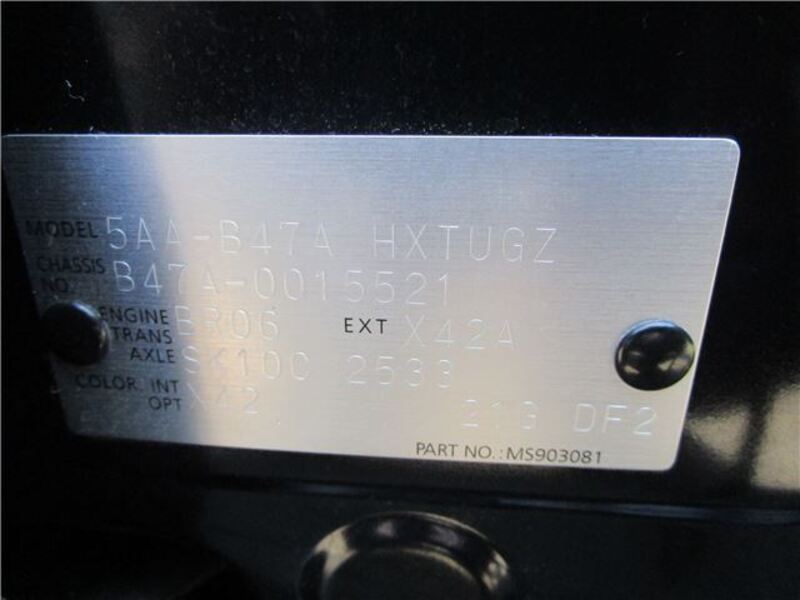 MODEL 5AA-B47A HXTUGZ
CHASSIS NO. B47A-0015521
ENGINE BR06 EXT X42A
TRANS AXLE 2533
COLOR, INT OPT X42 21G DF2
PART NO.:MS903081